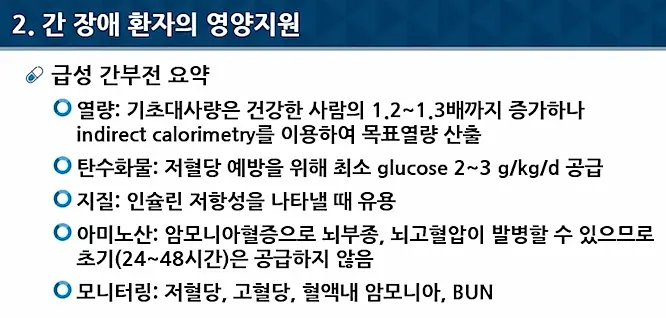 2. 간 장애 환자의 영양지원
급성 간부전 요약
열량: 기초대사량은 건강한 사람의 1.2~1.3배까지 증가하나
indirect calorimetry를 이용하여 목표열량 산출
탄수화물: 저혈당 예방을 위해 최소 glucose 2~3 g/kg/d 공급
지질: 인슐린 저항성을 나타낼 때 유용
아미노산: 암모니아혈증으로 뇌부종, 뇌고혈압이 발병할 수 있으므로
초기(24~48시간)은 공급하지 않음
모니터링: 저혈당, 고혈당, 혈액내 암모니아, BUN